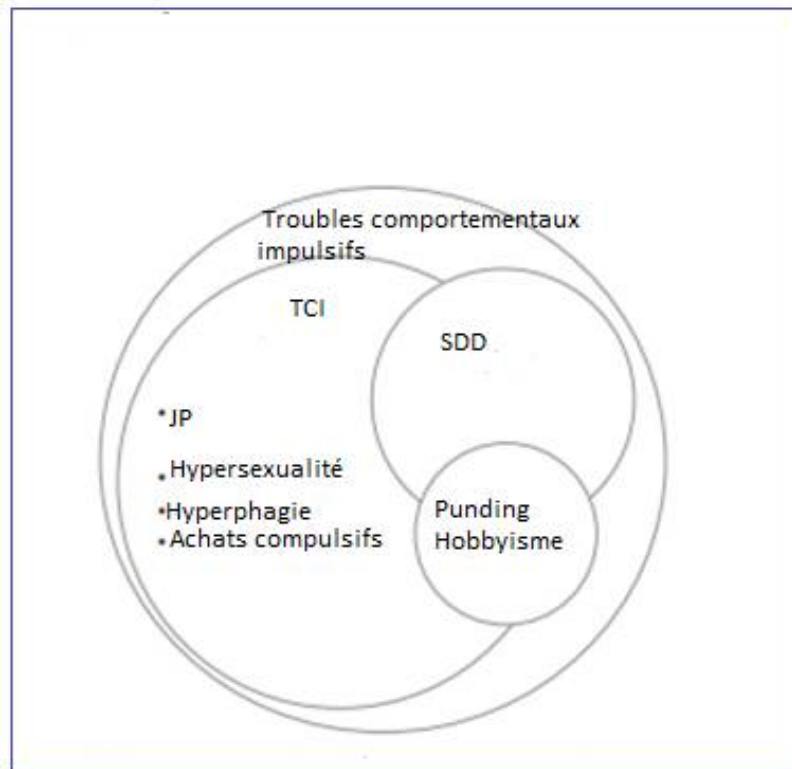 Troubles comportementaux
impulsifs
TCI
SDD
•JP
•Hypersexualité
•Hyperphagie
•Achats compulsifs
Punding
Hobbyisme